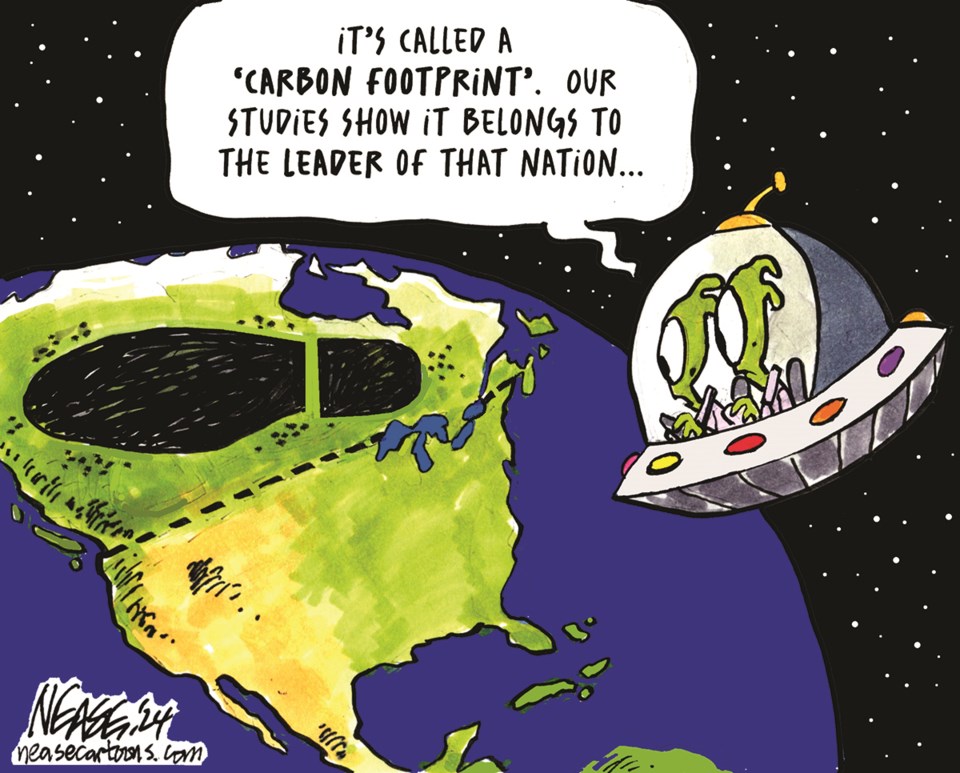 IT'S CALLED A
'CARBON FOOTPRINT'. OUR
STUDIES SHOW IT BELONGS TO
THE LEADER OF THAT NATION...
NEASE.'24
neasecartoons.com